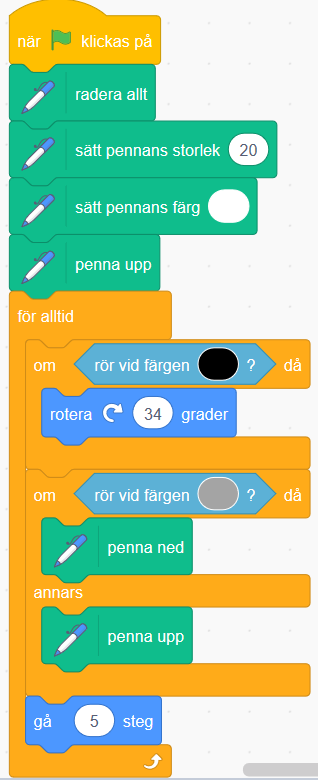 när klickas på
radera allt
sätt pennans storlek 20
sätt pennans färg
penna upp
för alltid
om rör vid färgen ? då
rotera 34 grader
om rör vid färgen ? då
penna ned
annars
penna upp
gå 5 steg